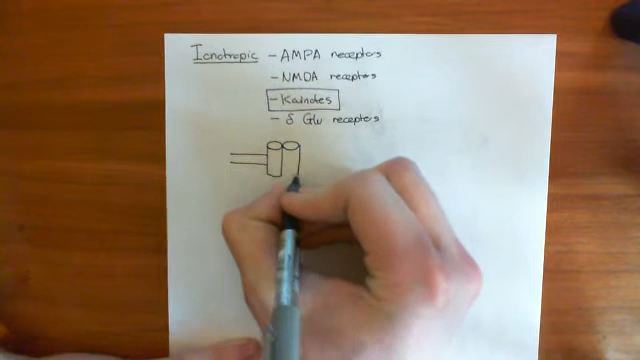 Ionotropic - AMPA receptors
- NMDA receptors
- Kainates
- δ Glu receptors